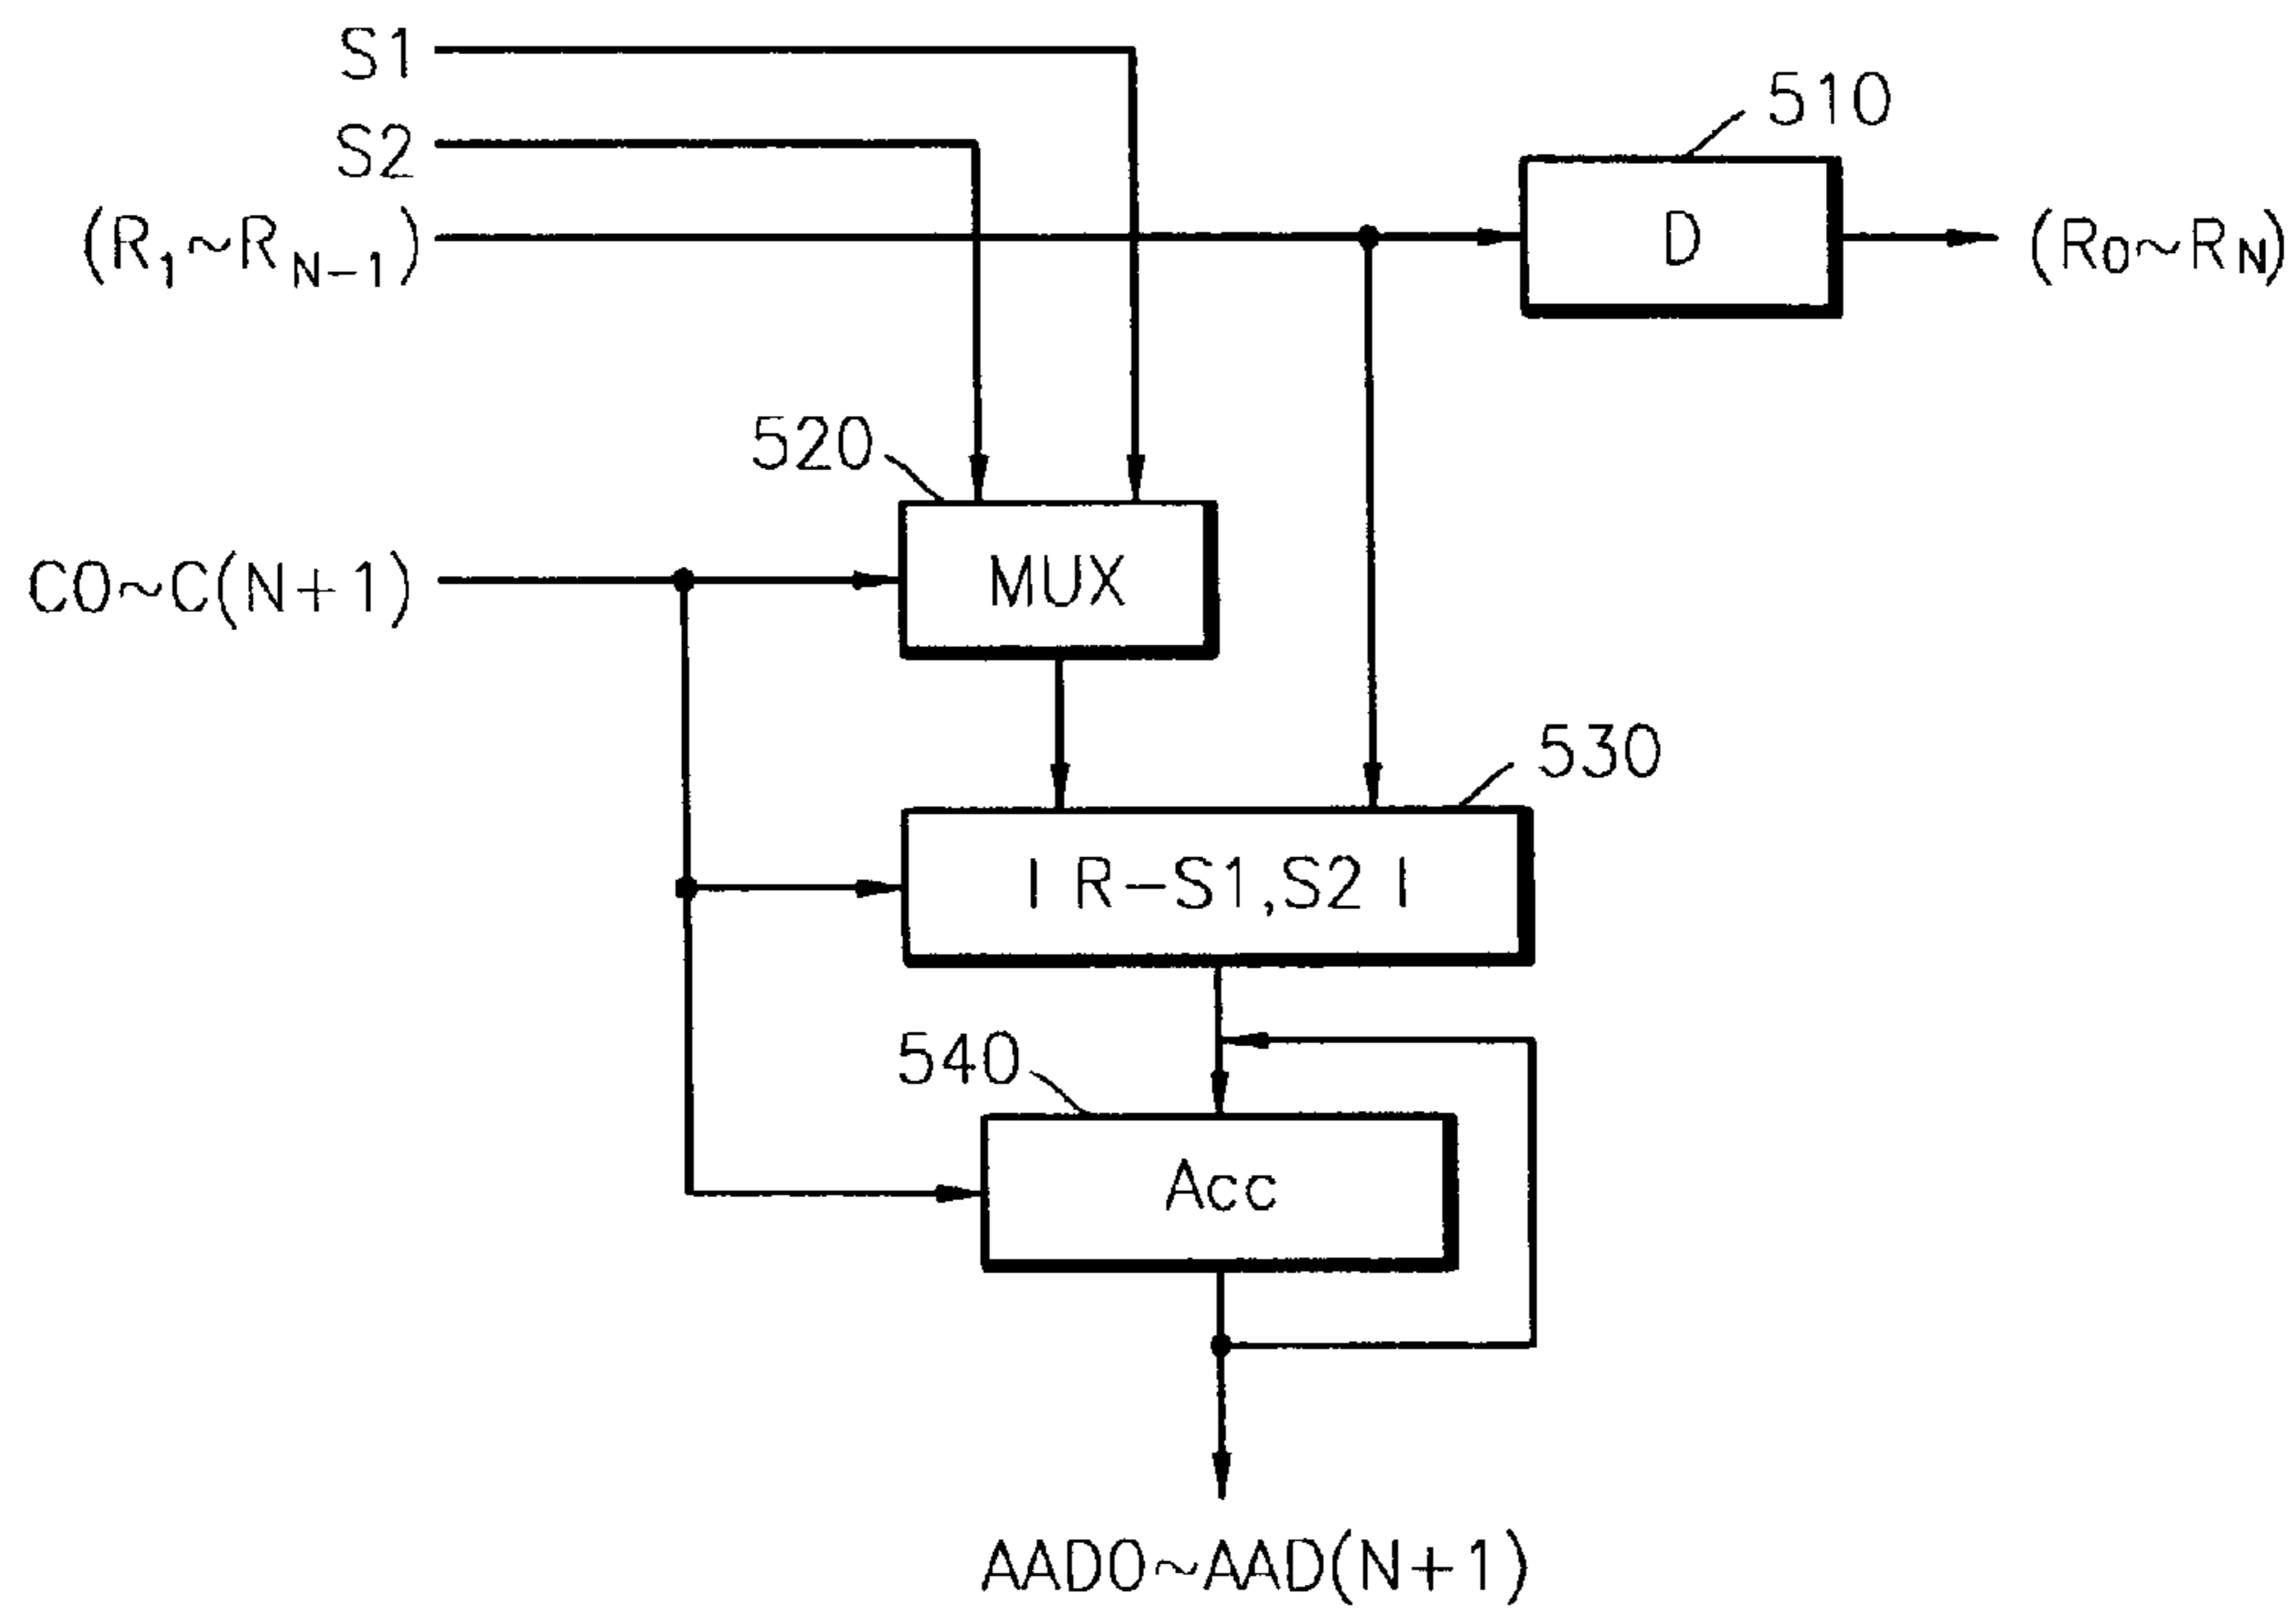 S1
510
S2
(R1~RN-1)
D
(R0~RN)
520
C0~C(N+1)
MUX
530
| R-S1,S2 |
540
Acc
AAD0~AAD(N+1)